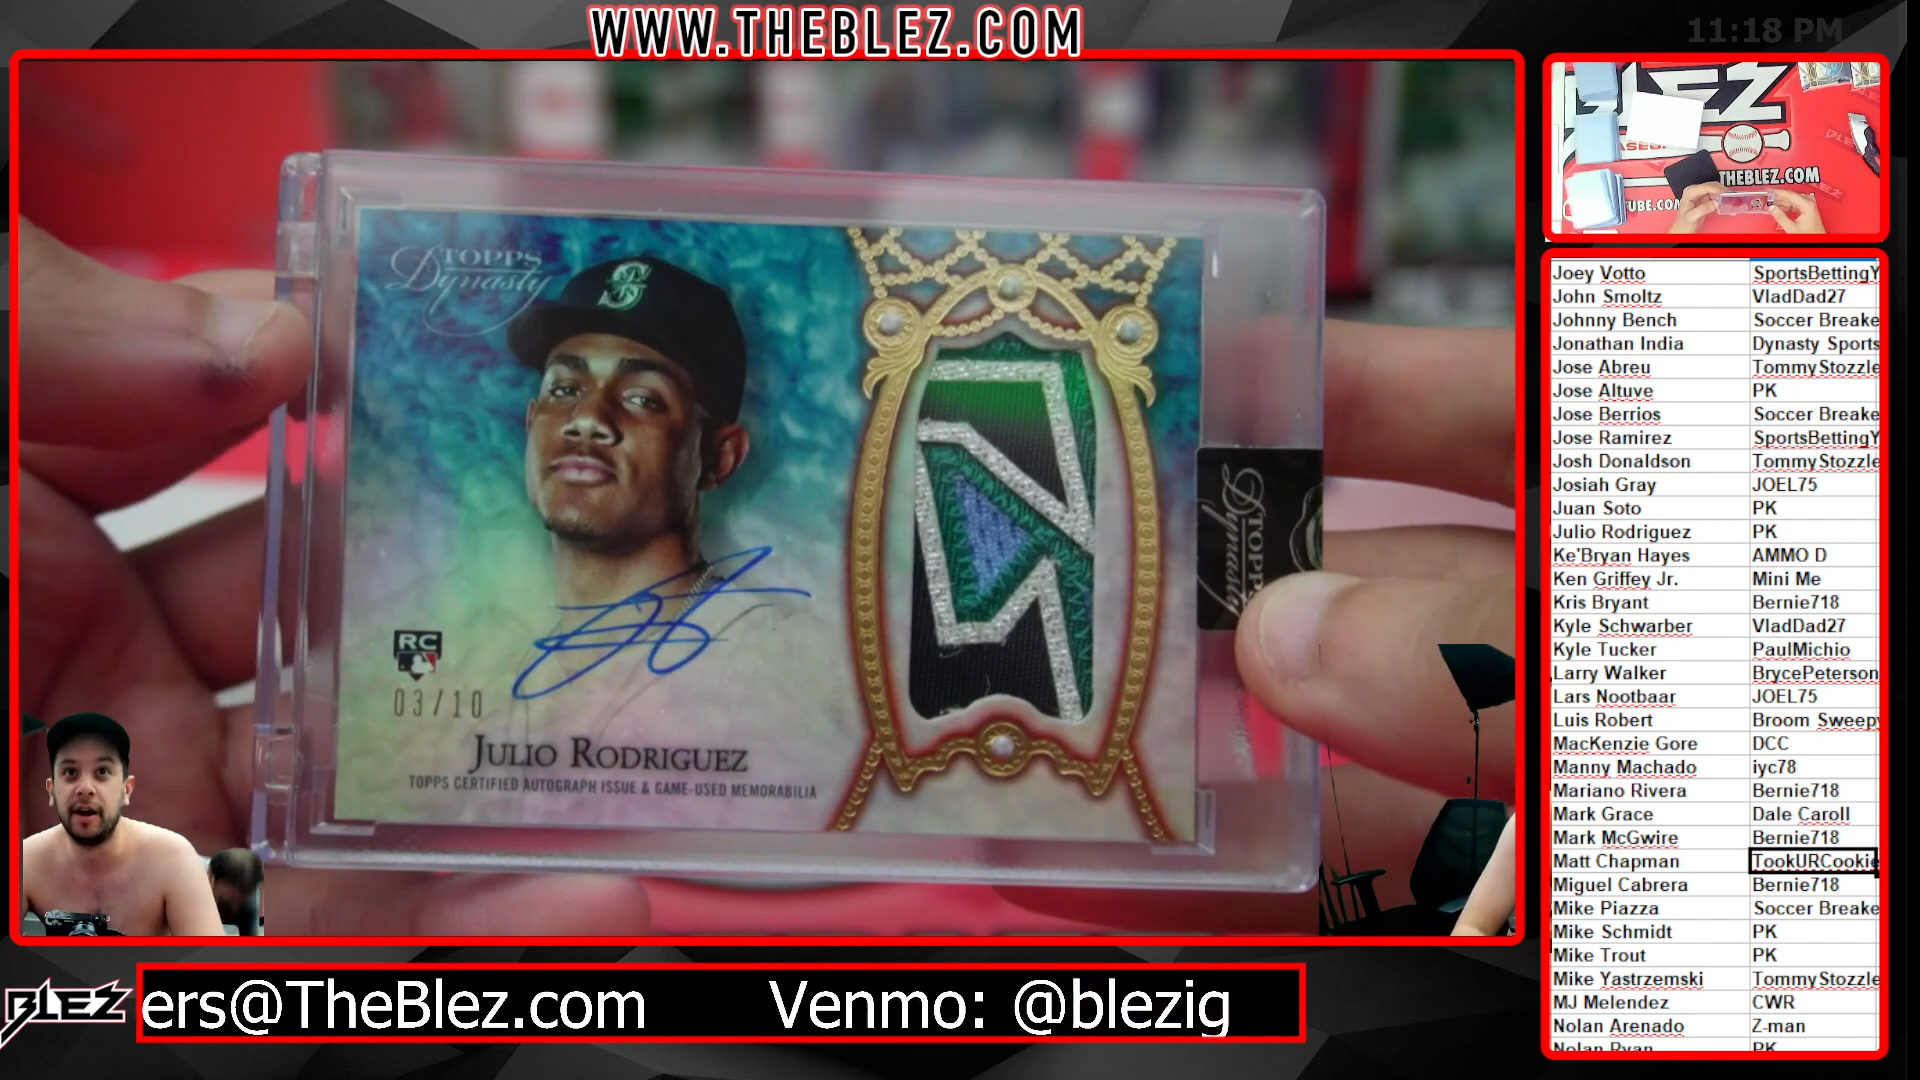 WWW.THEBLEZ.COM
11:18 PM
TOPPS
Dynasty
S
RC
03/10
JULIO RODRIGUEZ
TOPPS CERTIFIED AUTOGRAPH ISSUE & GAME-USED MEMORABILIA
TOPPS
Dynasty
BLEZ
THEBLEZ.COM
Joey Votto SportsBettingY
John Smoltz VladDad27
Johnny Bench Soccer Breake
Jonathan India Dynasty Sports
Jose Abreu TommyStozzle
Jose Altuve PK
Jose Berrios Soccer Breake
Jose Ramirez SportsBettingY
Josh Donaldson TommyStozzle
Josiah Gray JOEL75
Juan Soto PK
Julio Rodriguez PK
Ke'Bryan Hayes AMMO D
Ken Griffey Jr. Mini Me
Kris Bryant Bernie718
Kyle Schwarber VladDad27
Kyle Tucker PaulMichio
Larry Walker BrycePeterson
Lars Nootbaar JOEL75
Luis Robert Broom Sweepy
MacKenzie Gore DCC
Manny Machado iyc78
Mariano Rivera Bernie718
Mark Grace Dale Caroll
Mark McGwire Bernie718
Matt Chapman TookURCookie
Miguel Cabrera Bernie718
Mike Piazza Soccer Breake
Mike Schmidt PK
Mike Trout PK
Mike Yastrzemski TommyStozzle
MJ Melendez CWR
Nolan Arenado Z-man
Nolan Ryan PK
BLEZ
ers@TheBlez.com Venmo: @blezig